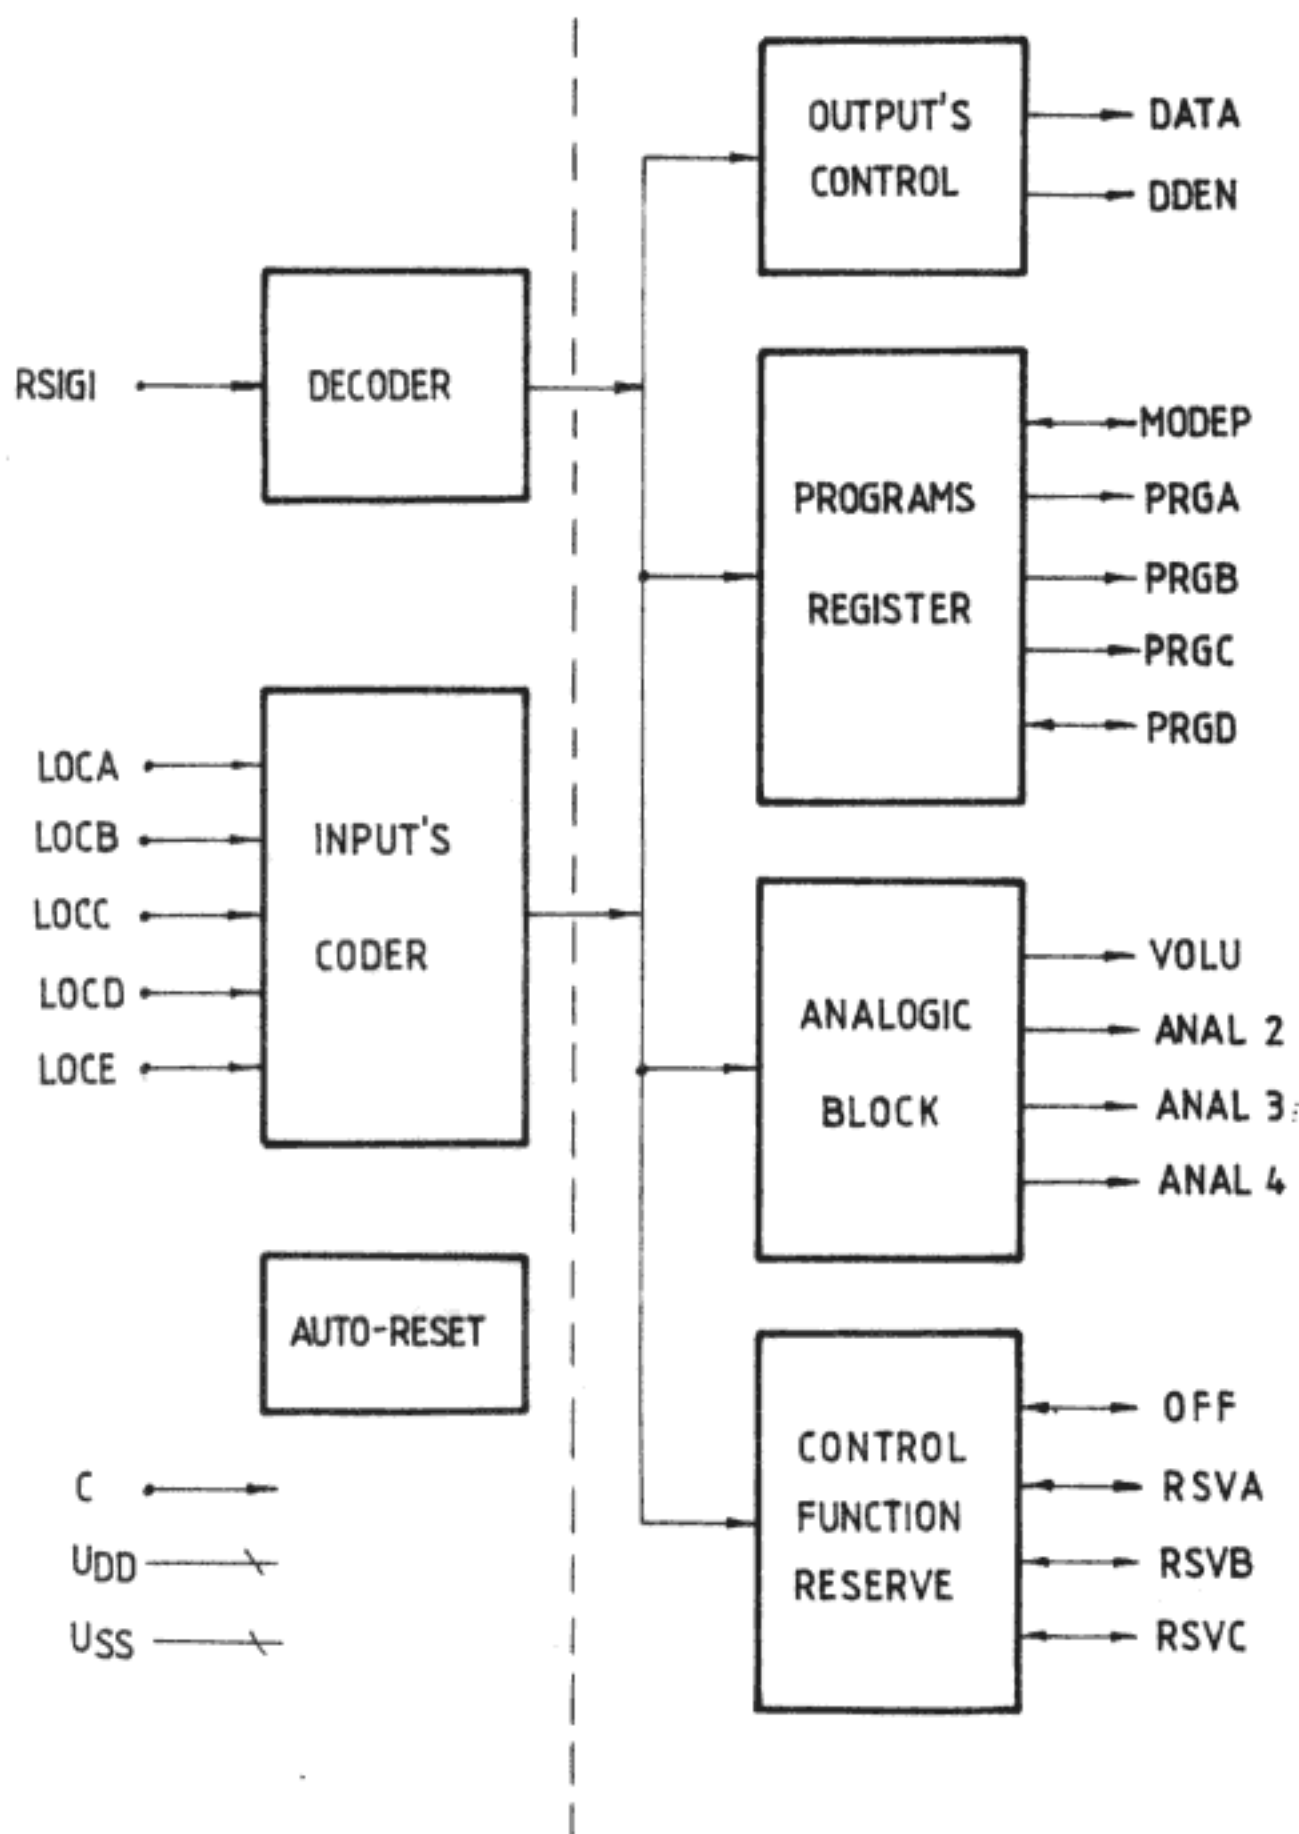 RSIGI
DECODER
LOCA
LOCB
LOCC
LOCD
LOCE
INPUT'S
CODER
AUTO-RESET
C
UDD
USS
OUTPUT'S
CONTROL
DATA
DDEN
PROGRAMS
REGISTER
MODEP
PRGA
PRGB
PRGC
PRGD
ANALOGIC
BLOCK
VOLU
ANAL 2
ANAL 3
ANAL 4
CONTROL
FUNCTION
RESERVE
OFF
RSVA
RSVB
RSVC